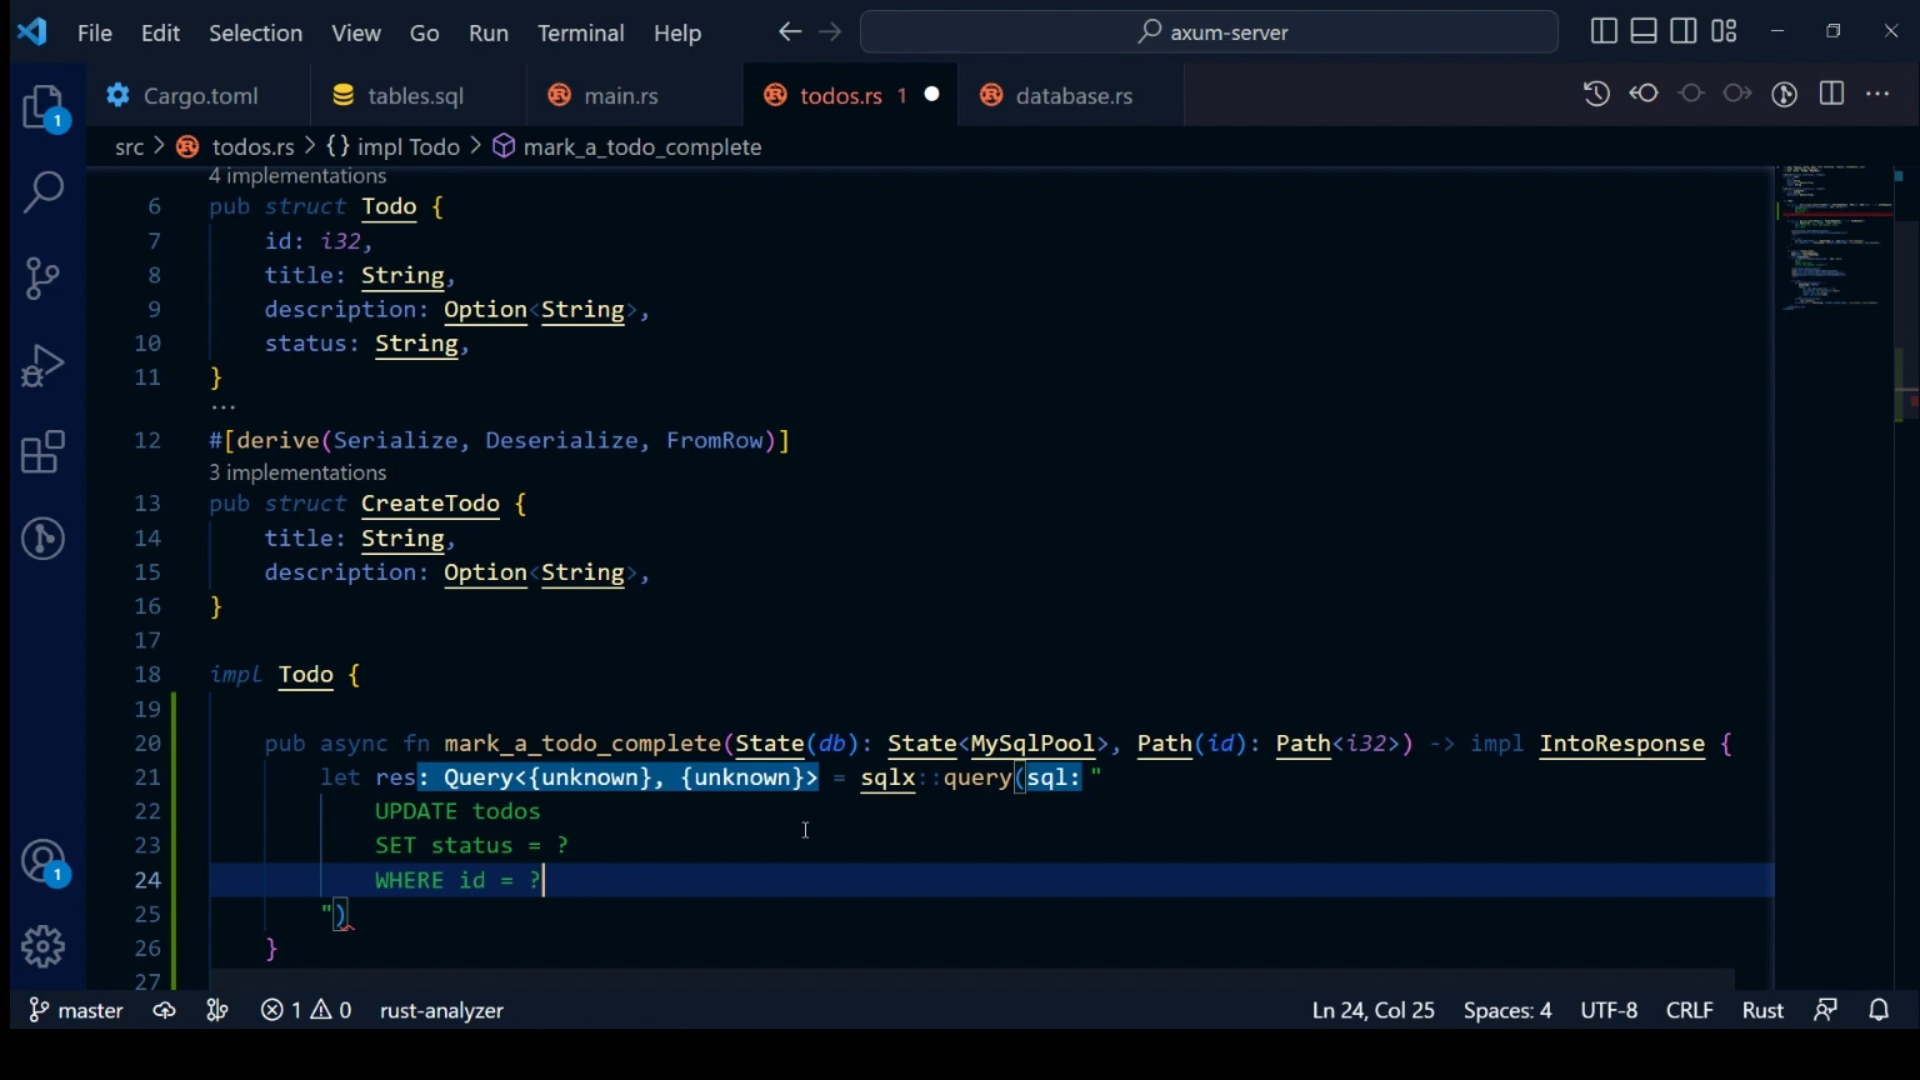 File Edit Selection View Go Run Terminal Help axum-server
Cargo.toml tables.sql main.rs todos.rs 1 database.rs
1
src > todos.rs > {} impl Todo > mark_a_todo_complete
4 implementations
6 pub struct Todo {
7 id: i32,
8 title: String,
9 description: Option<String>,
10 status: String,
11 }
...
12 #[derive(Serialize, Deserialize, FromRow)]
3 implementations
13 pub struct CreateTodo {
14 title: String,
15 description: Option<String>,
16 }
17
18 impl Todo {
19
20 pub async fn mark_a_todo_complete(State(db): State<MySqlPool>, Path(id): Path<i32>) -> impl IntoResponse {
21 let res: Query<{unknown}, {unknown}> = sqlx::query(sql: "
22 UPDATE todos
23 SET status = ?
24 WHERE id = ?
25 ")
26 }
27
1
master 1 0 rust-analyzer Ln 24, Col 25 Spaces: 4 UTF-8 CRLF Rust